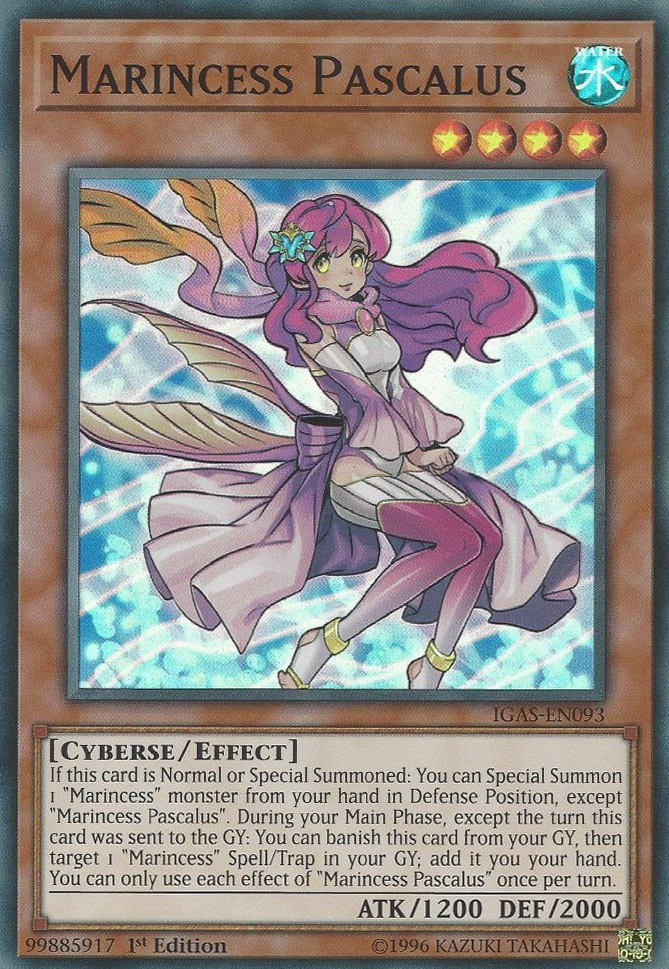 MARINCESS PASCALUS
WATER
水
IGAS-EN093
[CYBERSE/EFFECT]
If this card is Normal or Special Summoned: You can Special Summon
1 "Marincess" monster from your hand in Defense Position, except
"Marincess Pascalus". During your Main Phase, except the turn this
card was sent to the GY: You can banish this card from your GY, then
target 1 "Marincess" Spell/Trap in your GY; add it you your hand.
You can only use each effect of "Marincess Pascalus" once per turn.
ATK/1200 DEF/2000
99885917 1st Edition ©1996 KAZUKI TAKAHASHI